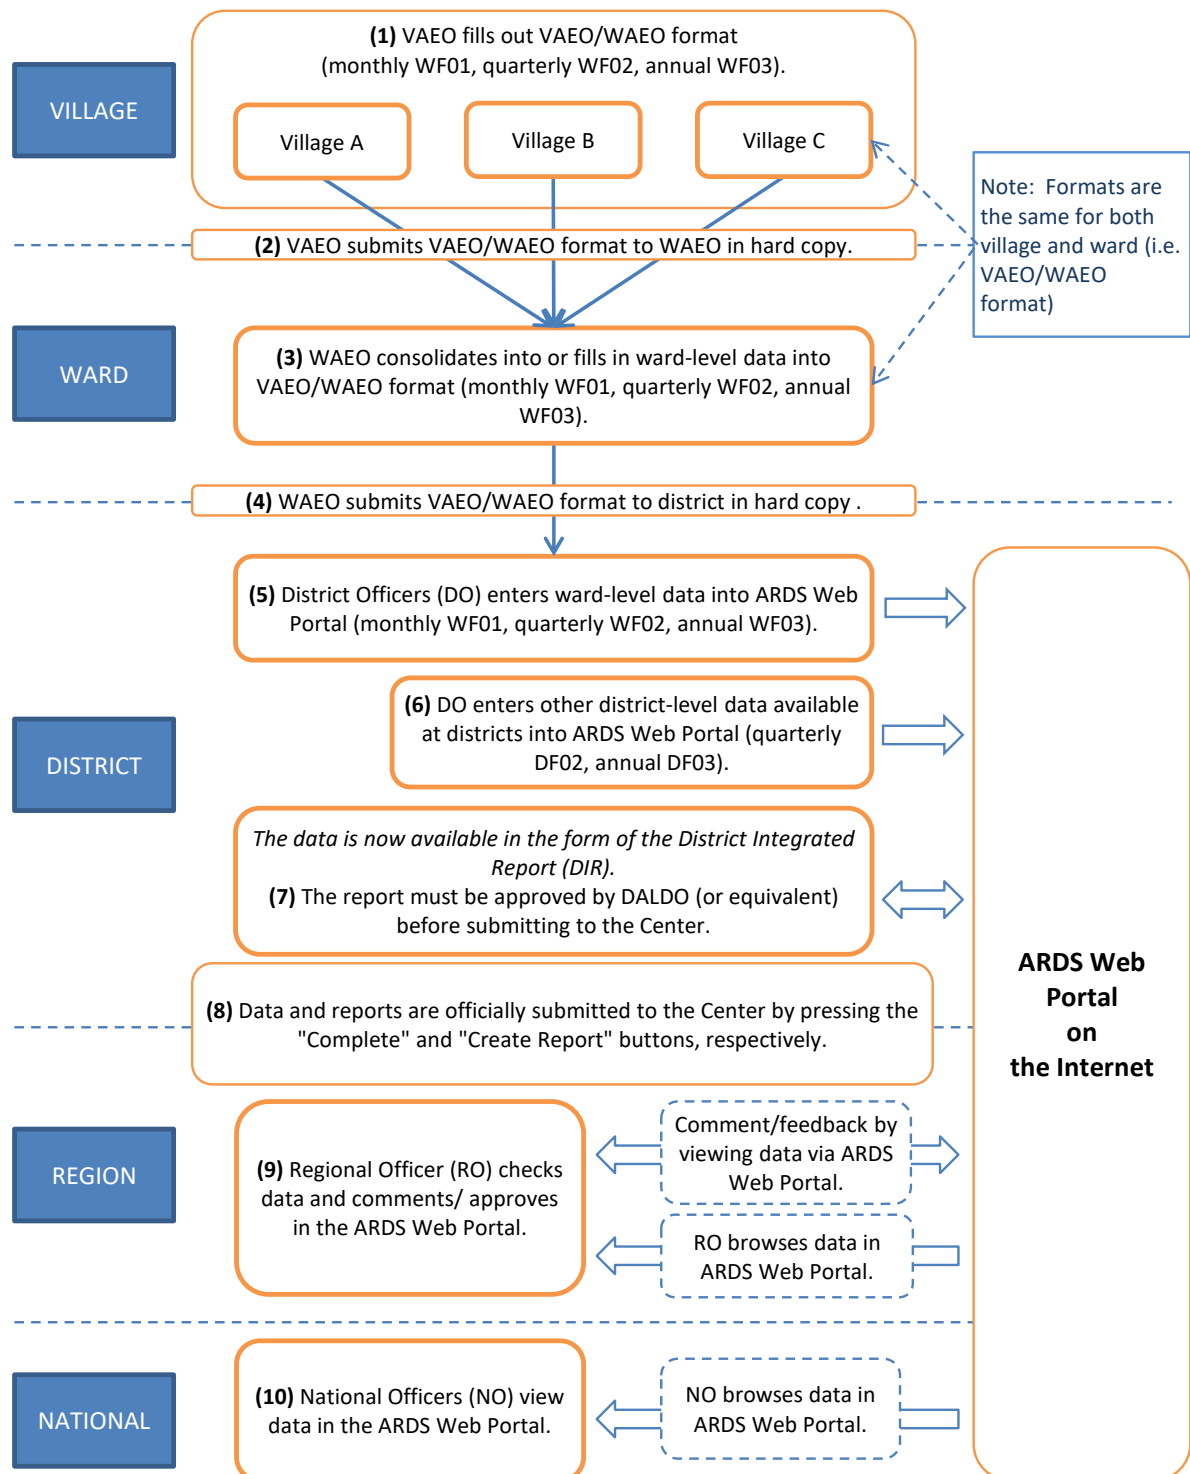 (1) VAEO fills out VAEO/WAEO format
(monthly WF01, quarterly WF02, annual WF03).
VILLAGE
Village A
Village B
Village C
Note:  Formats are
the same for both
village and ward (i.e.
VAEO/WAEO
format)
(2) VAEO submits VAEO/WAEO format to WAEO in hard copy.
WARD
(3) WAEO consolidates into or fills in ward-level data into
VAEO/WAEO format (monthly WF01, quarterly WF02, annual
WF03).
(4) WAEO submits VAEO/WAEO format to district in hard copy .
DISTRICT
(5) District Officers (DO) enters ward-level data into ARDS Web
Portal (monthly WF01, quarterly WF02, annual WF03).
(6) DO enters other district-level data available
at districts into ARDS Web Portal (quarterly
DF02, annual DF03).
The data is now available in the form of the District Integrated
Report (DIR).
(7) The report must be approved by DALDO (or equivalent)
before submitting to the Center.
(8) Data and reports are officially submitted to the Center by pressing the
"Complete" and "Create Report" buttons, respectively.
ARDS Web
Portal
on
the Internet
REGION
(9) Regional Officer (RO) checks
data and comments/ approves
in the ARDS Web Portal.
Comment/feedback by
viewing data via ARDS
Web Portal.
RO browses data in
ARDS Web Portal.
NATIONAL
(10) National Officers (NO) view
data in the ARDS Web Portal.
NO browses data in
ARDS Web Portal.